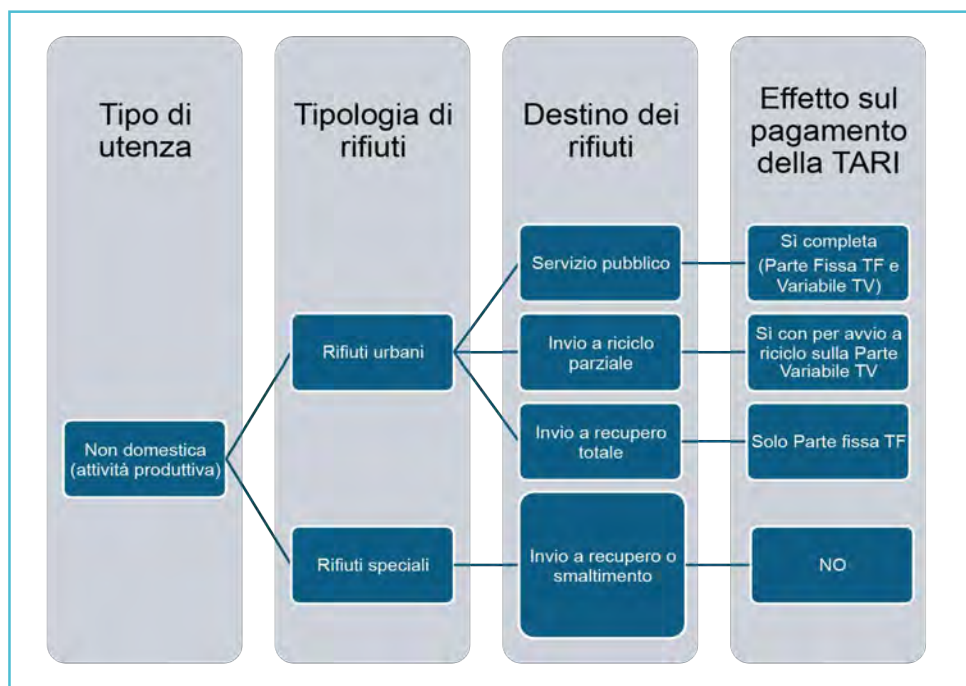 Tipo di
utenza
Tipologia di
rifiuti
Destino dei
rifiuti
Effetto sul
pagamento
della TARI
Non domestica
(attività produttiva)
Rifiuti urbani
Rifiuti speciali
Servizio pubblico
Invio a riciclo
parziale
Invio a recupero
totale
Invio a recupero o
smaltimento
Sì completa
(Parte Fissa TF e
Variabile TV)
Sì con per avvio a
riciclo sulla Parte
Variabile TV
Solo Parte fissa TF
NO